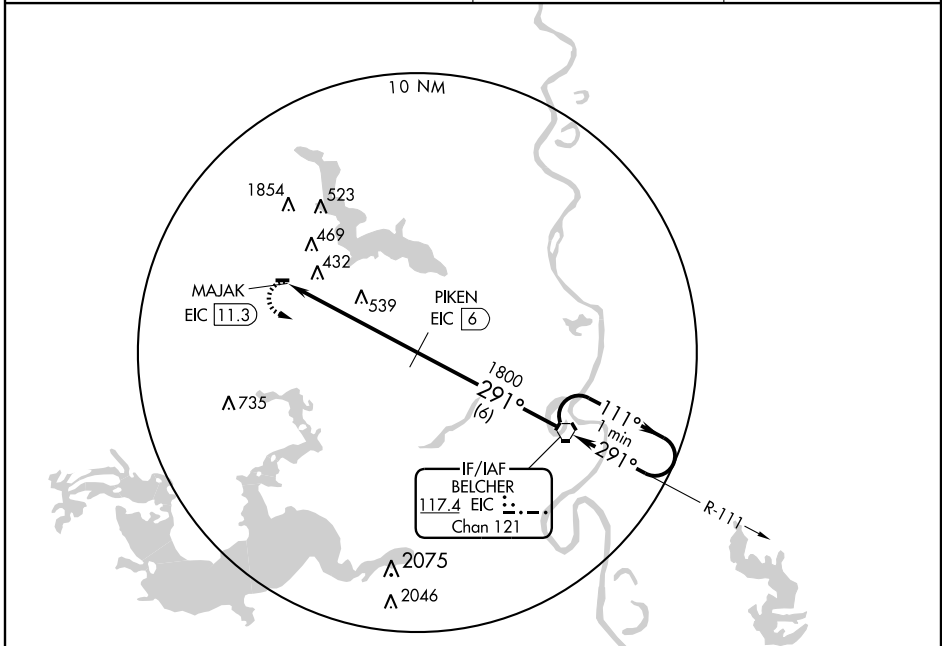 10 NM
1854
523
469
432
539
MAJAK
EIC 11.3
PIKEN
EIC 6
1800
291°
(6)
735
111°
1 min
291°
IF/IAF
BELCHER
117.4 EIC
Chan 121
R-111
2075
2046